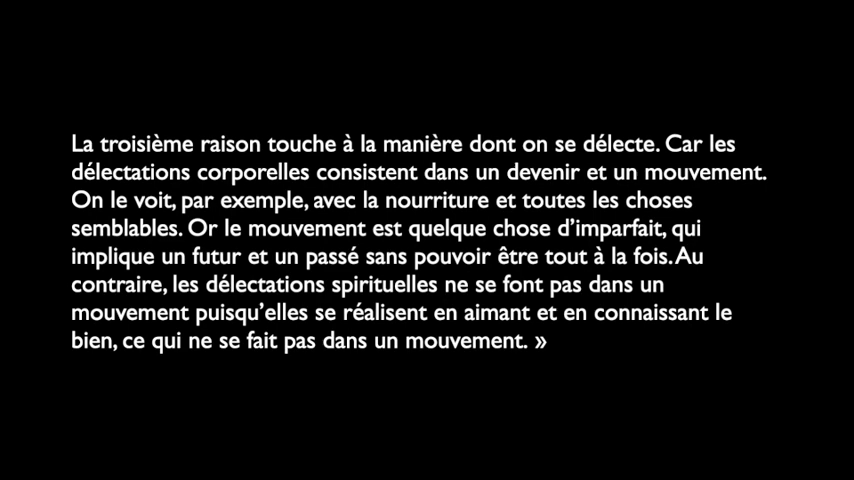 La troisième raison touche à la manière dont on se délecte. Car les
délectations corporelles consistent dans un devenir et un mouvement.
On le voit, par exemple, avec la nourriture et toutes les choses
semblables. Or le mouvement est quelque chose d’imparfait, qui
implique un futur et un passé sans pouvoir être tout à la fois. Au
contraire, les délectations spirituelles ne se font pas dans un
mouvement puisqu’elles se réalisent en aimant et en connaissant le
bien, ce qui ne se fait pas dans un mouvement. »